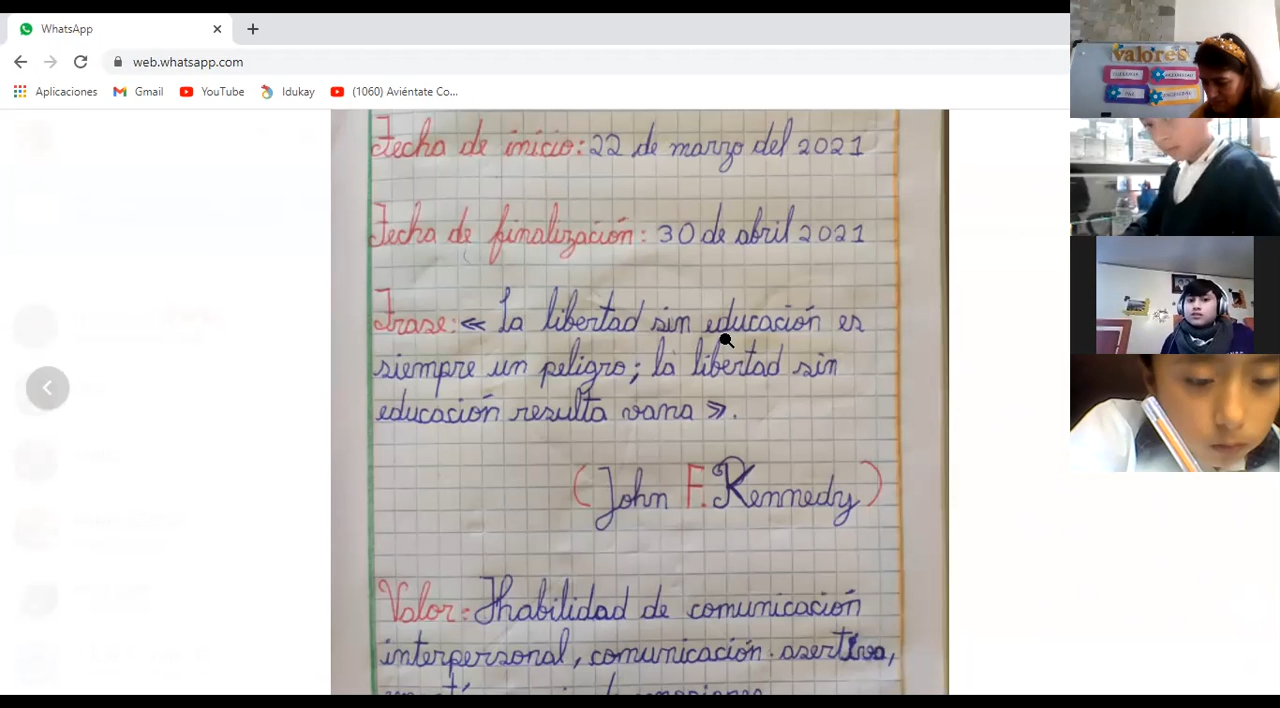 WhatsApp
web.whatsapp.com
Aplicaciones
Gmail
YouTube
Idukay
(1060) Aviéntate Co...
valores
Fecha de inicio: 22 de marzo del 2021
Fecha de finalización: 30 de abril 2021
Frase: « La libertad sin educación es
siempre un peligro; la libertad sin
educación resulta vana ».
(John F. Kennedy)
Valor: Habilidad de comunicación
interpersonal, comunicación asertiva,